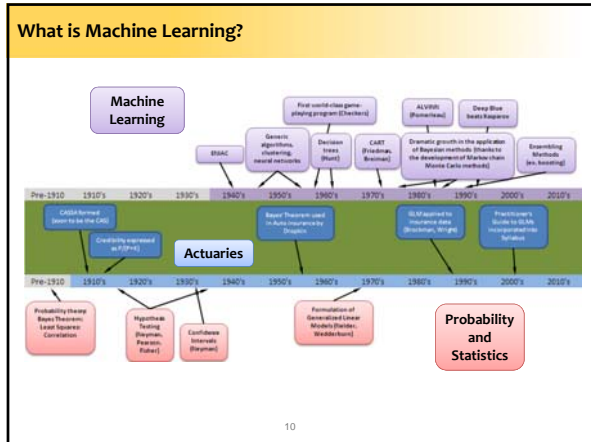 What is Machine Learning?
Machine
Learning
First world-class game-
playing program (Checkers)
ALVINN
(Pomerleau)
Deep Blue
beats Kasparov
ENIAC
Generic
algorithms,
clustering,
neural networks
Decision
trees
(Hunt)
CART
(Friedman,
Breiman)
Dramatic growth in the application
of Bayesian methods (thanks to
the development of Markov chain
Monte Carlo methods)
Ensembling
Methods
(ex. boosting)
Pre-1910 1910's 1920's 1930's 1940's 1950's 1960's 1970's 1980's 1990's 2000's 2010's
CASSA formed
(soon to be the CAS)
Credibility expressed
as P/(P+K)
Actuaries
Bayes' Theorem used
in Auto insurance by
Dropkin
GLM applied to
insurance data
(Brockman, Wright)
Practitioner's
Guide to GLMs
incorporated into
Syllabus
Pre-1910 1910's 1920's 1930's 1940's 1950's 1960's 1970's 1980's 1990's 2000's 2010's
Probability theory
Bayes Theorem;
Least Squares;
Correlation
Hypothesis
Testing
(Neyman,
Pearson,
Fisher)
Confidence
Intervals
(Neyman)
Formulation of
Generalized Linear
Models (Nelder,
Wedderburn)
Probability
and
Statistics
10